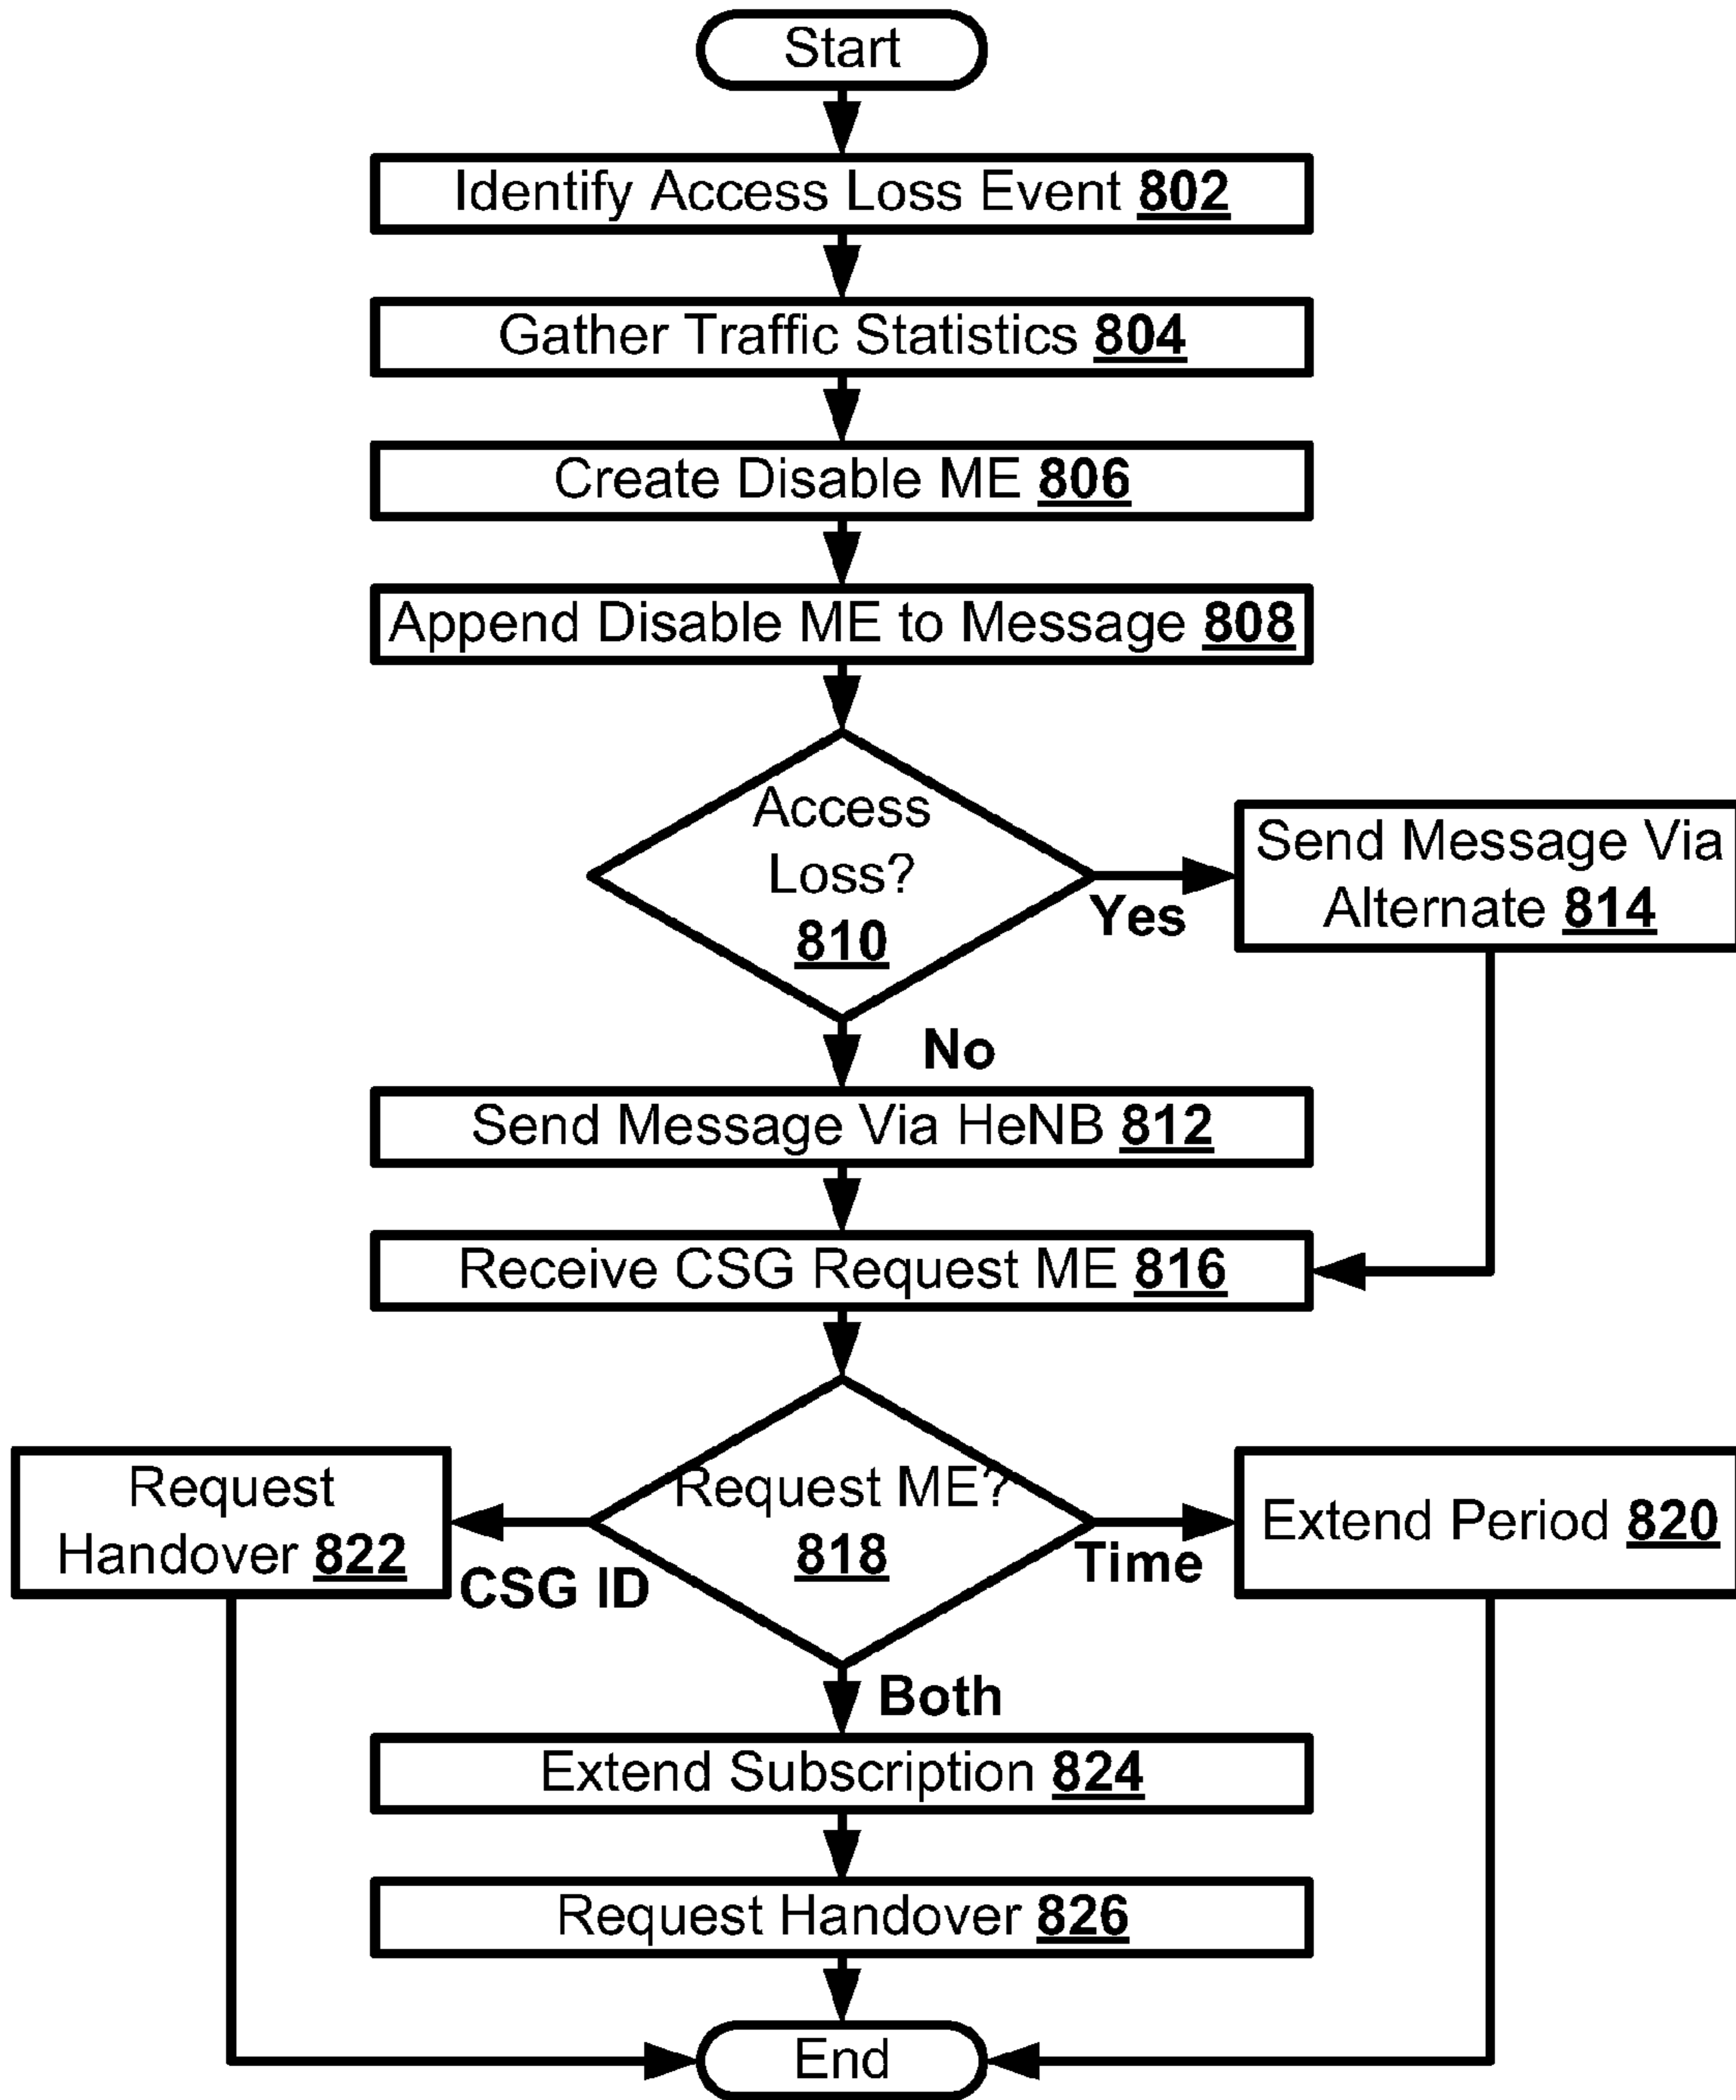 Start
Identify Access Loss Event 802
Gather Traffic Statistics 804
Create Disable ME 806
Append Disable ME to Message 808
Access
Loss?
810
Yes
Send Message Via
Alternate 814
No
Send Message Via HeNB 812
Receive CSG Request ME 816
Request ME?
818
Request
Handover 822
CSG ID
Time
Extend Period 820
Both
Extend Subscription 824
Request Handover 826
End